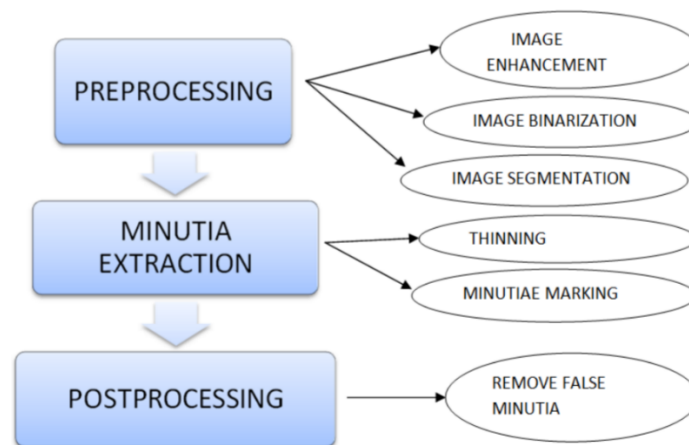 PREPROCESSING
IMAGE
ENHANCEMENT
IMAGE BINARIZATION
IMAGE SEGMENTATION
MINUTIA
EXTRACTION
THINNING
MINUTIAE MARKING
POSTPROCESSING
REMOVE FALSE
MINUTIA